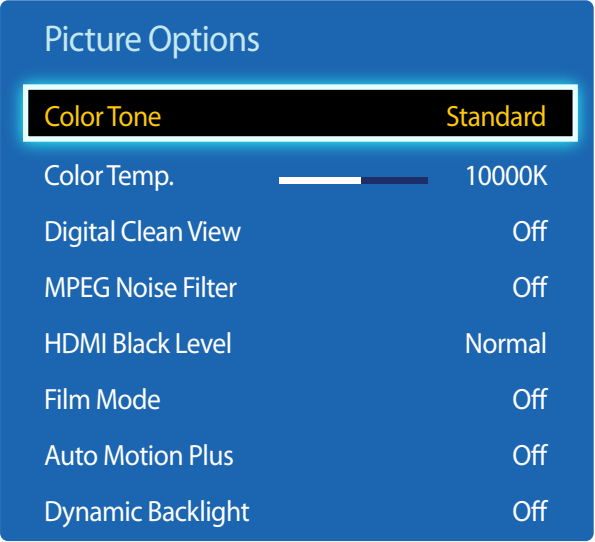 Picture Options
Color Tone Standard
Color Temp. 10000K
Digital Clean View Off
MPEG Noise Filter Off
HDMI Black Level Normal
Film Mode Off
Auto Motion Plus Off
Dynamic Backlight Off